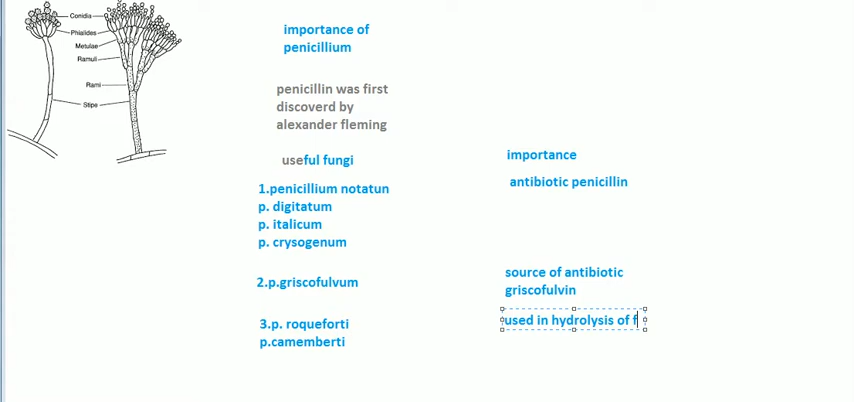 Conidia
Phialides
Metulae
Ramuli
Rami
Stipe
importance of
penicillium
penicillin was first
discoverd by
alexander fleming
useful fungi
importance
1.penicillium notatun
p. digitatum
p. italicum
p. crysogenum
antibiotic penicillin
2.p.griscofulvum
source of antibiotic
griscofulvin
3.p. roqueforti
p.camemberti
used in hydrolysis of f